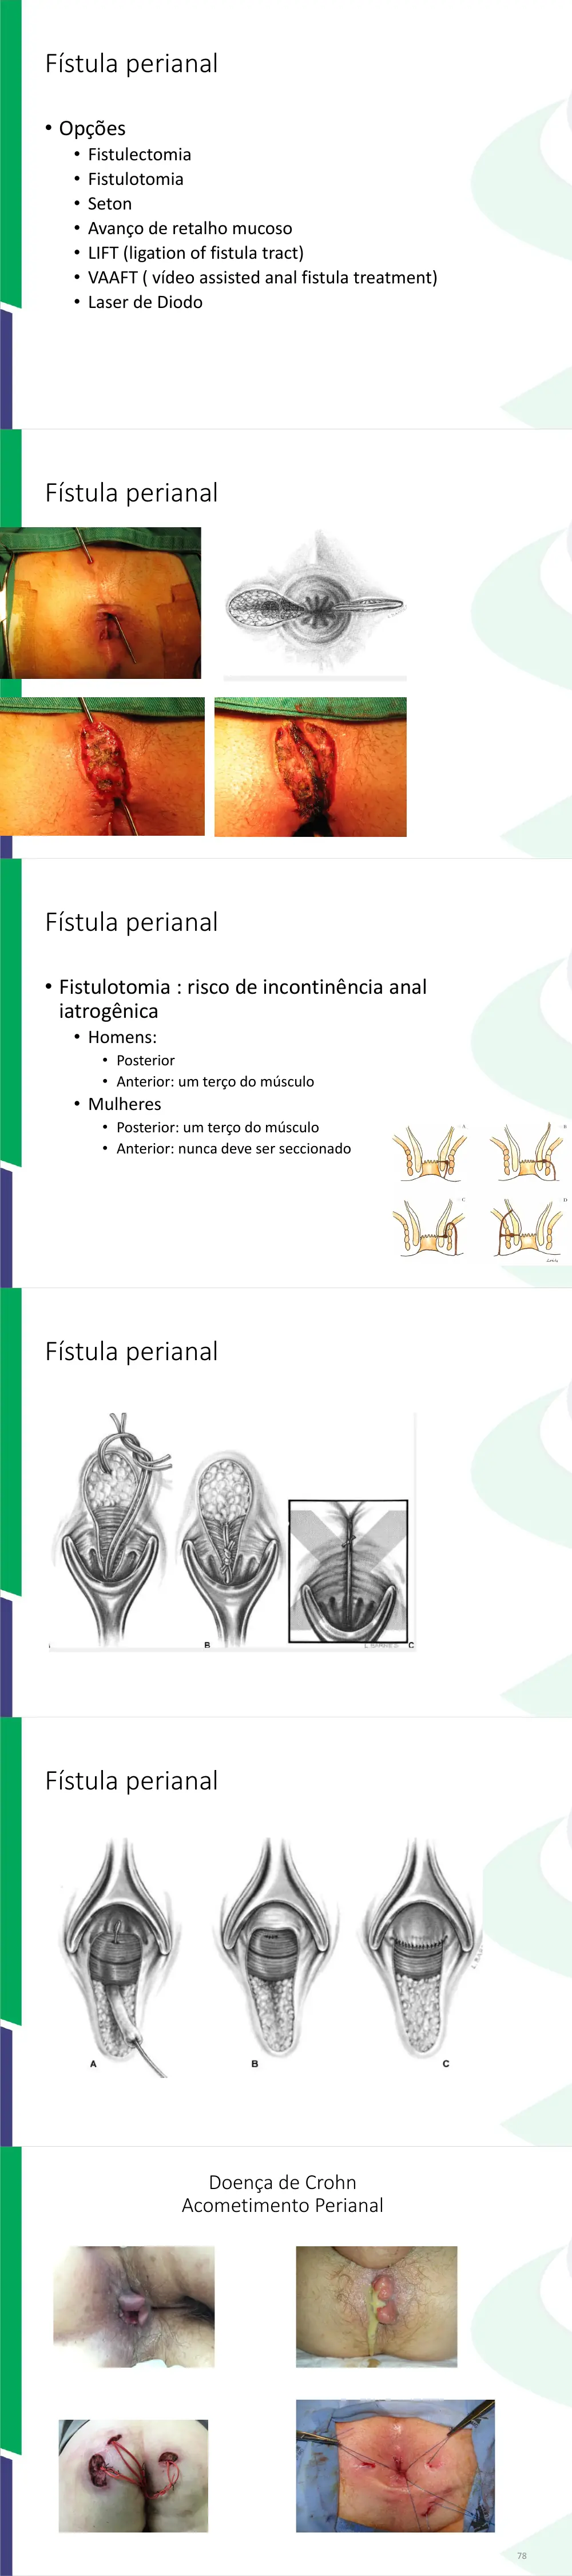 Fístula perianal
• Opções
• Fistulectomia
• Fistulotomia
• Seton
• Avanço de retalho mucoso
• LIFT (ligation of fistula tract)
• VAAFT ( vídeo assisted anal fistula treatment)
• Laser de Diodo
Fístula perianal
Fístula perianal
• Fistulotomia : risco de incontinência anal
iatrogênica
• Homens:
• Posterior
• Anterior: um terço do músculo
• Mulheres
• Posterior: um terço do músculo
• Anterior: nunca deve ser seccionado
A
B
C
D
Fístula perianal
B
C
Fístula perianal
A
B
C
Doença de Crohn
Acometimento Perianal
78